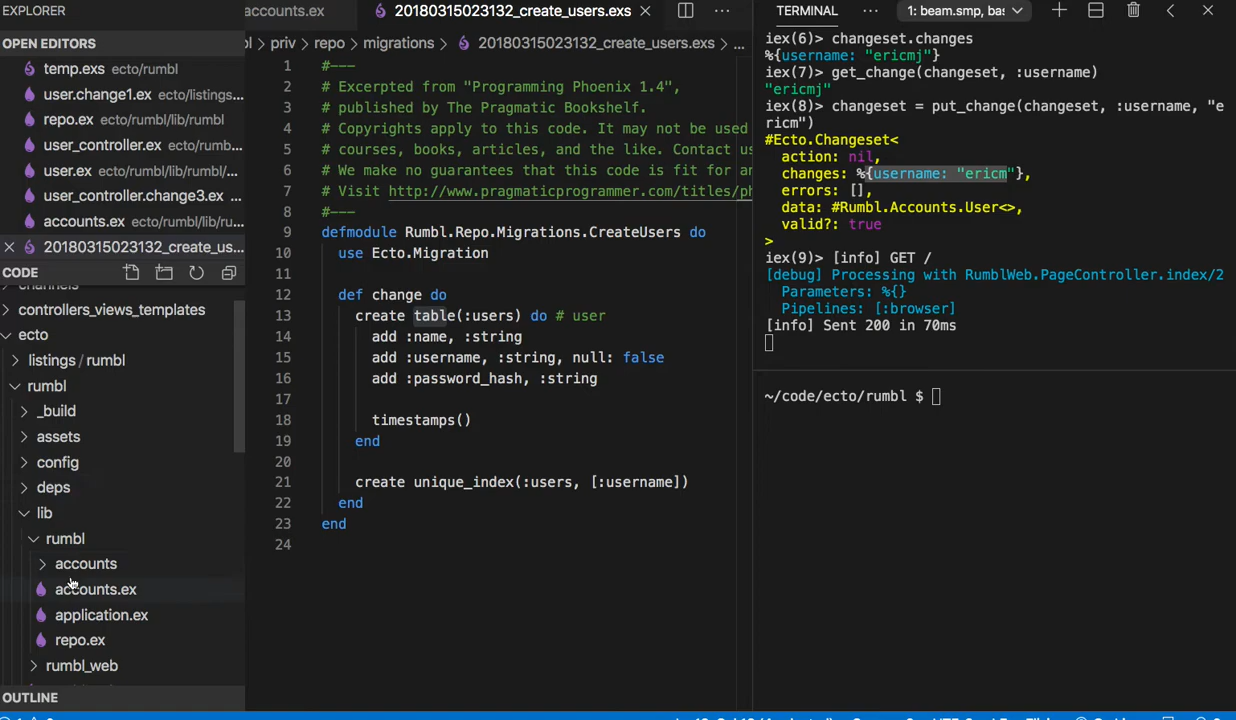 EXPLORER
OPEN EDITORS
temp.exs ecto/rumbl
user.change1.ex ecto/listings...
repo.ex ecto/rumbl/lib/rumbl
user_controller.ex ecto/rumb...
user.ex ecto/rumbl/lib/rumbl/...
user_controller.change3.ex ...
accounts.ex ecto/rumbl/lib/ru...
20180315023132_create_us...
CODE
channels
controllers_views_templates
ecto
listings / rumbl
rumbl
_build
assets
config
deps
lib
rumbl
accounts
accounts.ex
application.ex
repo.ex
rumbl_web
OUTLINE
accounts.ex
20180315023132_create_users.exs
> priv > repo > migrations > 20180315023132_create_users.exs > ...
1 #---
2 # Excerpted from "Programming Phoenix 1.4",
3 # published by The Pragmatic Bookshelf.
4 # Copyrights apply to this code. It may not be used
5 # courses, books, articles, and the like. Contact us
6 # We make no guarantees that this code is fit for
7 # Visit http://www.pragmaticprogrammer.com/titles/
8 #---
9 defmodule Rumbl.Repo.Migrations.CreateUsers do
10 use Ecto.Migration
11
12 def change do
13 create table(:users) do # user
14 add :name, :string
15 add :username, :string, null: false
16 add :password_hash, :string
17
18 timestamps()
19 end
20
21 create unique_index(:users, [:username])
22 end
23 end
24
TERMINAL ... 1: beam.smp, bas
iex(6)> changeset.changes
%{username: "ericmj"}
iex(7)> get_change(changeset, :username)
"ericmj"
iex(8)> changeset = put_change(changeset, :username, "e
ricm")
#Ecto.Changeset<
action: nil,
changes: %{username: "ericm"},
errors: [],
data: #Rumbl.Accounts.User<>,
valid?: true
>
iex(9)> [info] GET /
[debug] Processing with RumblWeb.PageController.index/2
Parameters: %{}
Pipelines: [:browser]
[info] Sent 200 in 70ms
~/code/ecto/rumbl $